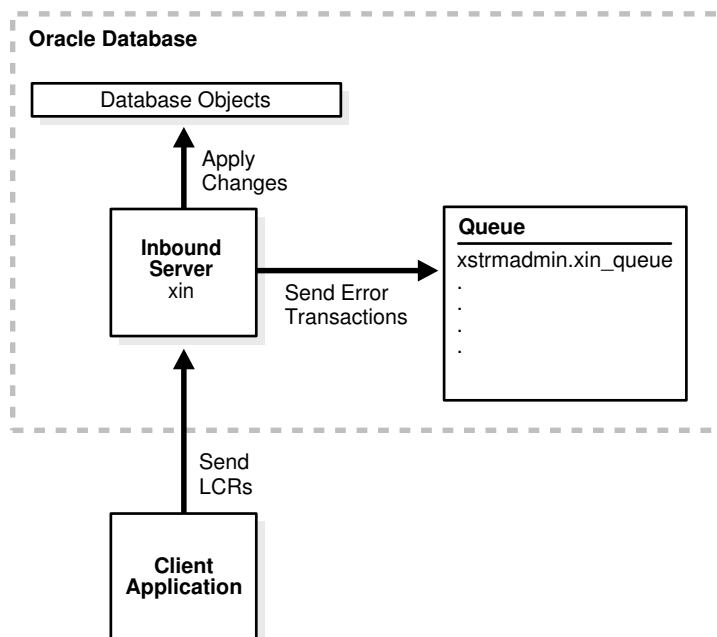 Oracle Database
Database Objects
Apply
Changes
Inbound
Server
xin
Send Error
Transactions
Queue
xstrmadmin.xin_queue
.
.
.
.
Send
LCRs
Client
Application